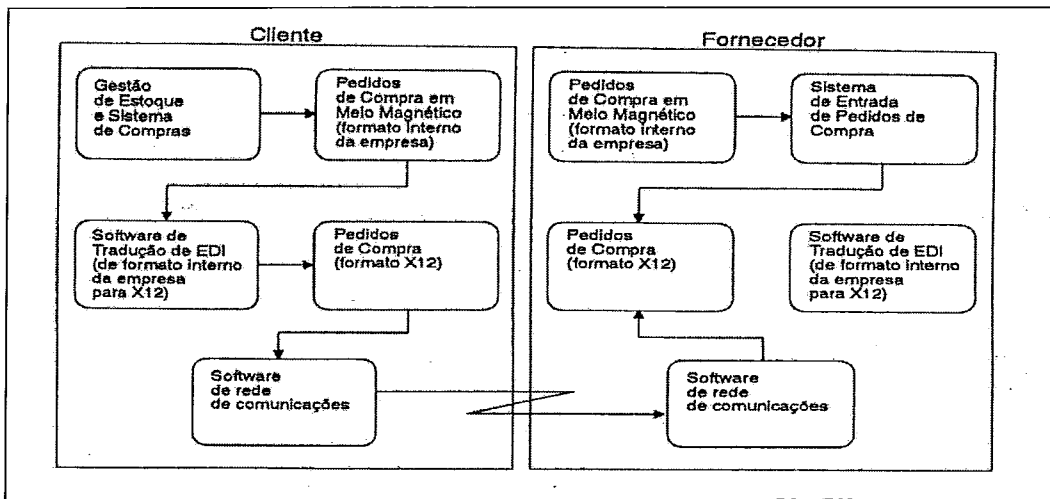 Cliente
Gestão
de Estoque
e Sistema
de Compras
Pedidos
de Compra em
Meio Magnético
(formato interno
da empresa)
Software de
Tradução de EDI
(de formato interno
da empresa
para X12)
Pedidos
de Compra
(formato X12)
Software
de rede
de comunicações
Fornecedor
Pedidos
de Compra em
Meio Magnético
(formato interno
da empresa)
Sistema
de Entrada
de Pedidos de
Compra
Pedidos
de Compra
(formato X12)
Software de
Tradução de EDI
(de formato interno
da empresa
para X12)
Software
de rede
de comunicações